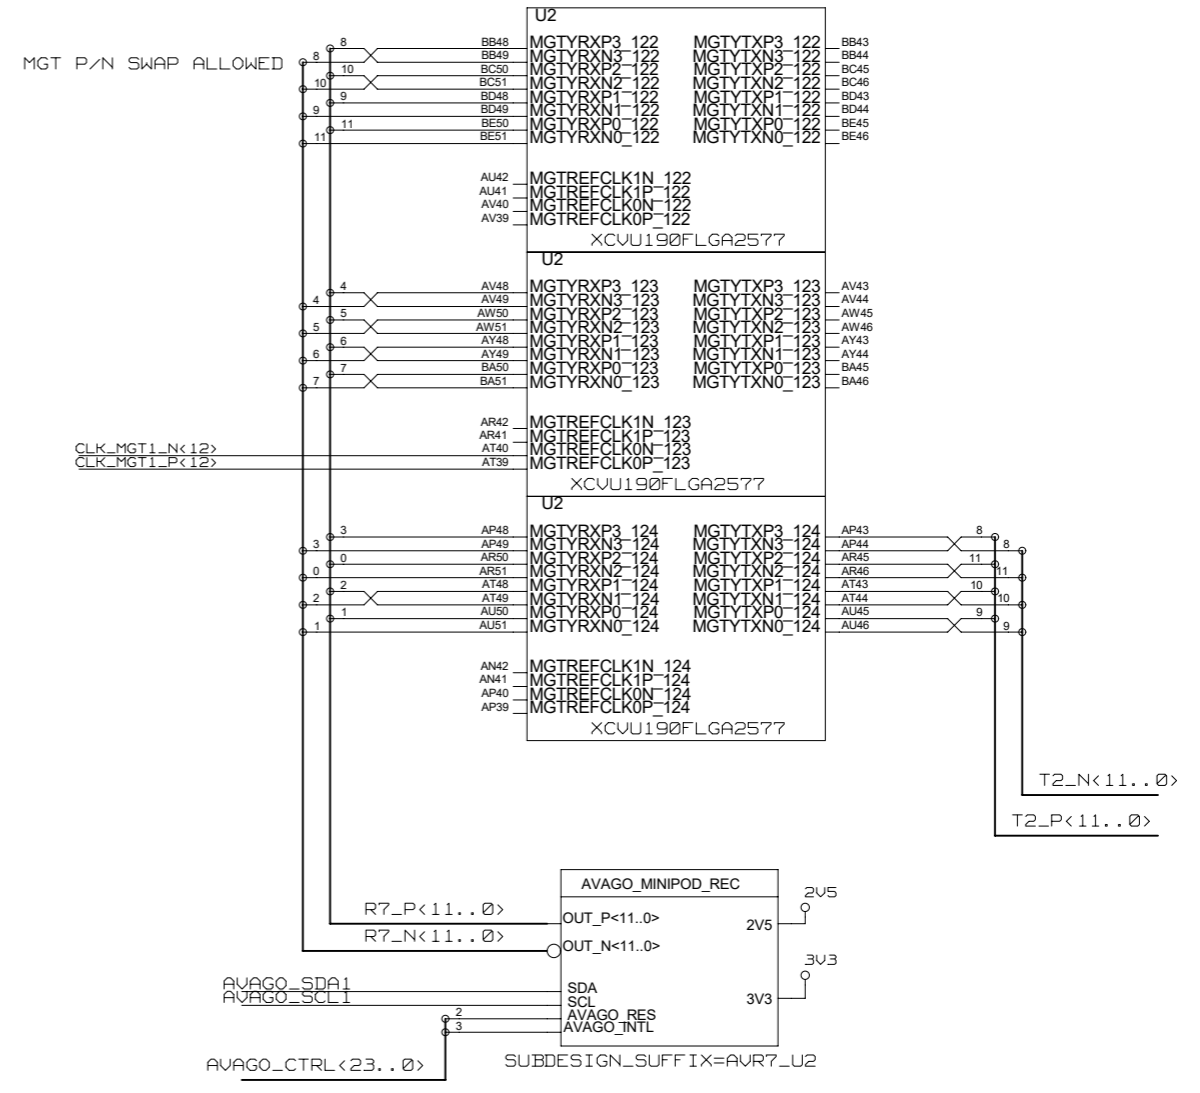 MGT P/N SWAP ALLOWED
U2
8 BB48 MGTYRXP3_122 MGTYTXP3_122 BB43
8 BB49 MGTYRXN3_122 MGTYTXN3_122 BB44
10 BC50 MGTYRXP2_122 MGTYTXP2_122 BC45
10 BC51 MGTYRXN2_122 MGTYTXN2_122 BC46
9 BD48 MGTYRXP1_122 MGTYTXP1_122 BD43
9 BD49 MGTYRXN1_122 MGTYTXN1_122 BD44
11 BE50 MGTYRXP0_122 MGTYTXP0_122 BE45
11 BE51 MGTYRXN0_122 MGTYTXN0_122 BE46
AU42 MGTREFCLK1N_122
AU41 MGTREFCLK1P_122
AV40 MGTREFCLK0N_122
AV39 MGTREFCLK0P_122
XCVU190FLGA2577
U2
4 AV48 MGTYRXP3_123 MGTYTXP3_123 AV43
4 AV49 MGTYRXN3_123 MGTYTXN3_123 AV44
5 AW50 MGTYRXP2_123 MGTYTXP2_123 AW45
5 AW51 MGTYRXN2_123 MGTYTXN2_123 AW46
6 AY48 MGTYRXP1_123 MGTYTXP1_123 AY43
6 AY49 MGTYRXN1_123 MGTYTXN1_123 AY44
7 BA50 MGTYRXP0_123 MGTYTXP0_123 BA45
7 BA51 MGTYRXN0_123 MGTYTXN0_123 BA46
AR42 MGTREFCLK1N_123
AR41 MGTREFCLK1P_123
CLK_MGT1_N<12> AT40 MGTREFCLK0N_123
CLK_MGT1_P<12> AT39 MGTREFCLK0P_123
XCVU190FLGA2577
U2
3 AP48 MGTYRXP3_124 MGTYTXP3_124 AP43 8
3 AP49 MGTYRXN3_124 MGTYTXN3_124 AP44 8
0 AR50 MGTYRXP2_124 MGTYTXP2_124 AR45 11
0 AR51 MGTYRXN2_124 MGTYTXN2_124 AR46 11
2 AT48 MGTYRXP1_124 MGTYTXP1_124 AT43 10
2 AT49 MGTYRXN1_124 MGTYTXN1_124 AT44 10
1 AU50 MGTYRXP0_124 MGTYTXP0_124 AU45 9
1 AU51 MGTYRXN0_124 MGTYTXN0_124 AU46 9
AN42 MGTREFCLK1N_124
AN41 MGTREFCLK1P_124
AP40 MGTREFCLK0N_124
AP39 MGTREFCLK0P_124
XCVU190FLGA2577
T2_N<11..0>
T2_P<11..0>
AVAGO_MINIPOD_REC
2V5
R7_P<11..0> OUT_P<11..0> 2V5
R7_N<11..0> OUT_N<11..0>
3V3
AVAGO_SDA1 SDA
AVAGO_SCL1 SCL 3V3
2 AVAGO_RES
3 AVAGO_INTL
AVAGO_CTRL<23..0>
SUBDESIGN_SUFFIX=AVR7_U2